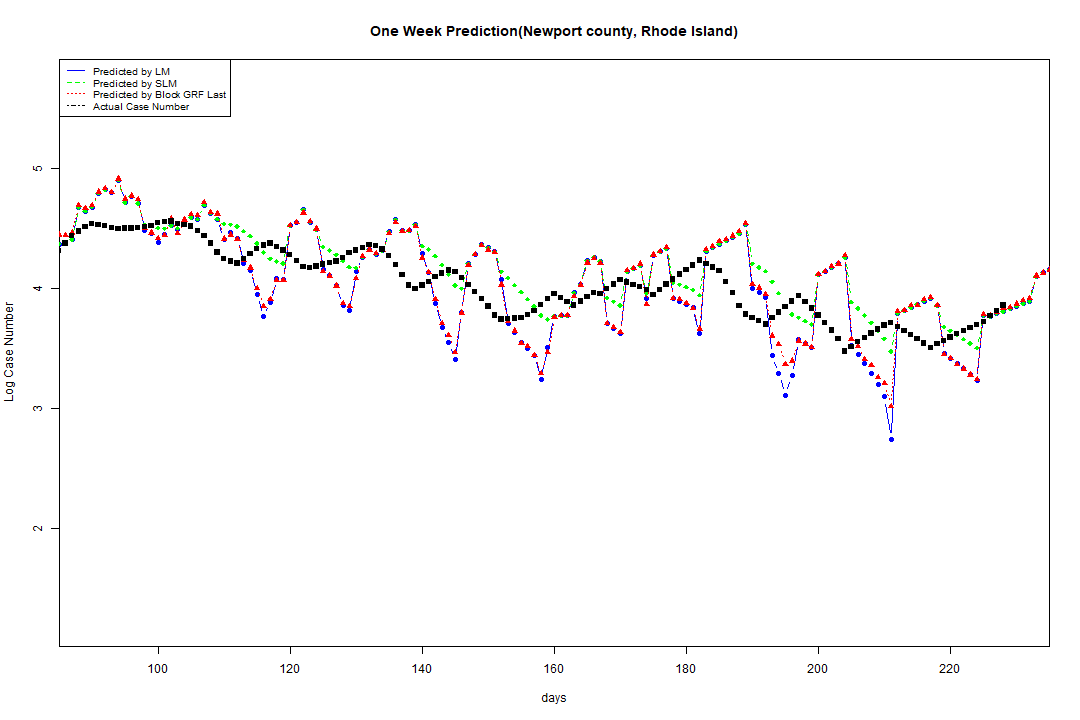 One Week Prediction(Newport county, Rhode Island)
Predicted by LM
Predicted by SLM
Predicted by Block GRF Last
Actual Case Number
5
4
3
2
Log Case Number
100 120 140 160 180 200 220
days